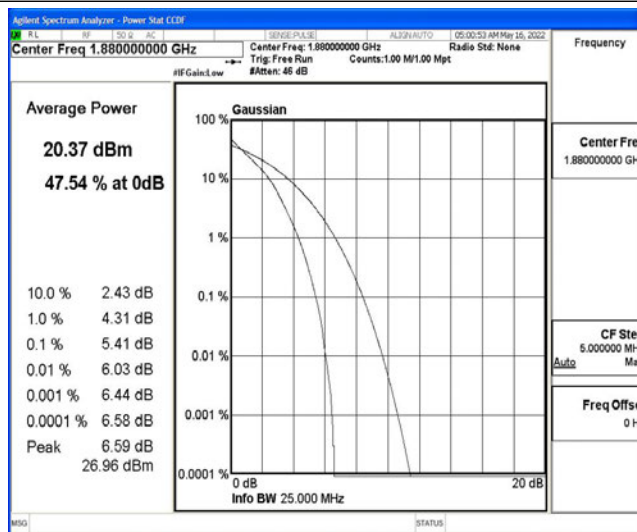 Agilent Spectrum Analyzer - Power Stat CCDF
RL RF 50 Ω AC SENSE:PULSE ALIGNAUTO 05:00:53 AM May 16, 2022
Center Freq 1.880000000 GHz
Center Freq: 1.880000000 GHz Radio Std: None
Trig: Free Run Counts:1.00 M/1.00 Mpt
#IFGain:Low #Atten: 46 dB
Frequency
Average Power
20.37 dBm
47.54 % at 0dB
10.0 % 2.43 dB
1.0 % 4.31 dB
0.1 % 5.41 dB
0.01 % 6.03 dB
0.001 % 6.44 dB
0.0001 % 6.58 dB
Peak 6.59 dB
26.96 dBm
Gaussian
100 %
10 %
1 %
0.1 %
0.01 %
0.001 %
0.0001 %
0 dB 20 dB
Info BW 25.000 MHz
Center Fre
1.880000000 GH
CF Ste
5.000000 MH
Auto Ma
Freq Offse
0 H
MSG STATUS